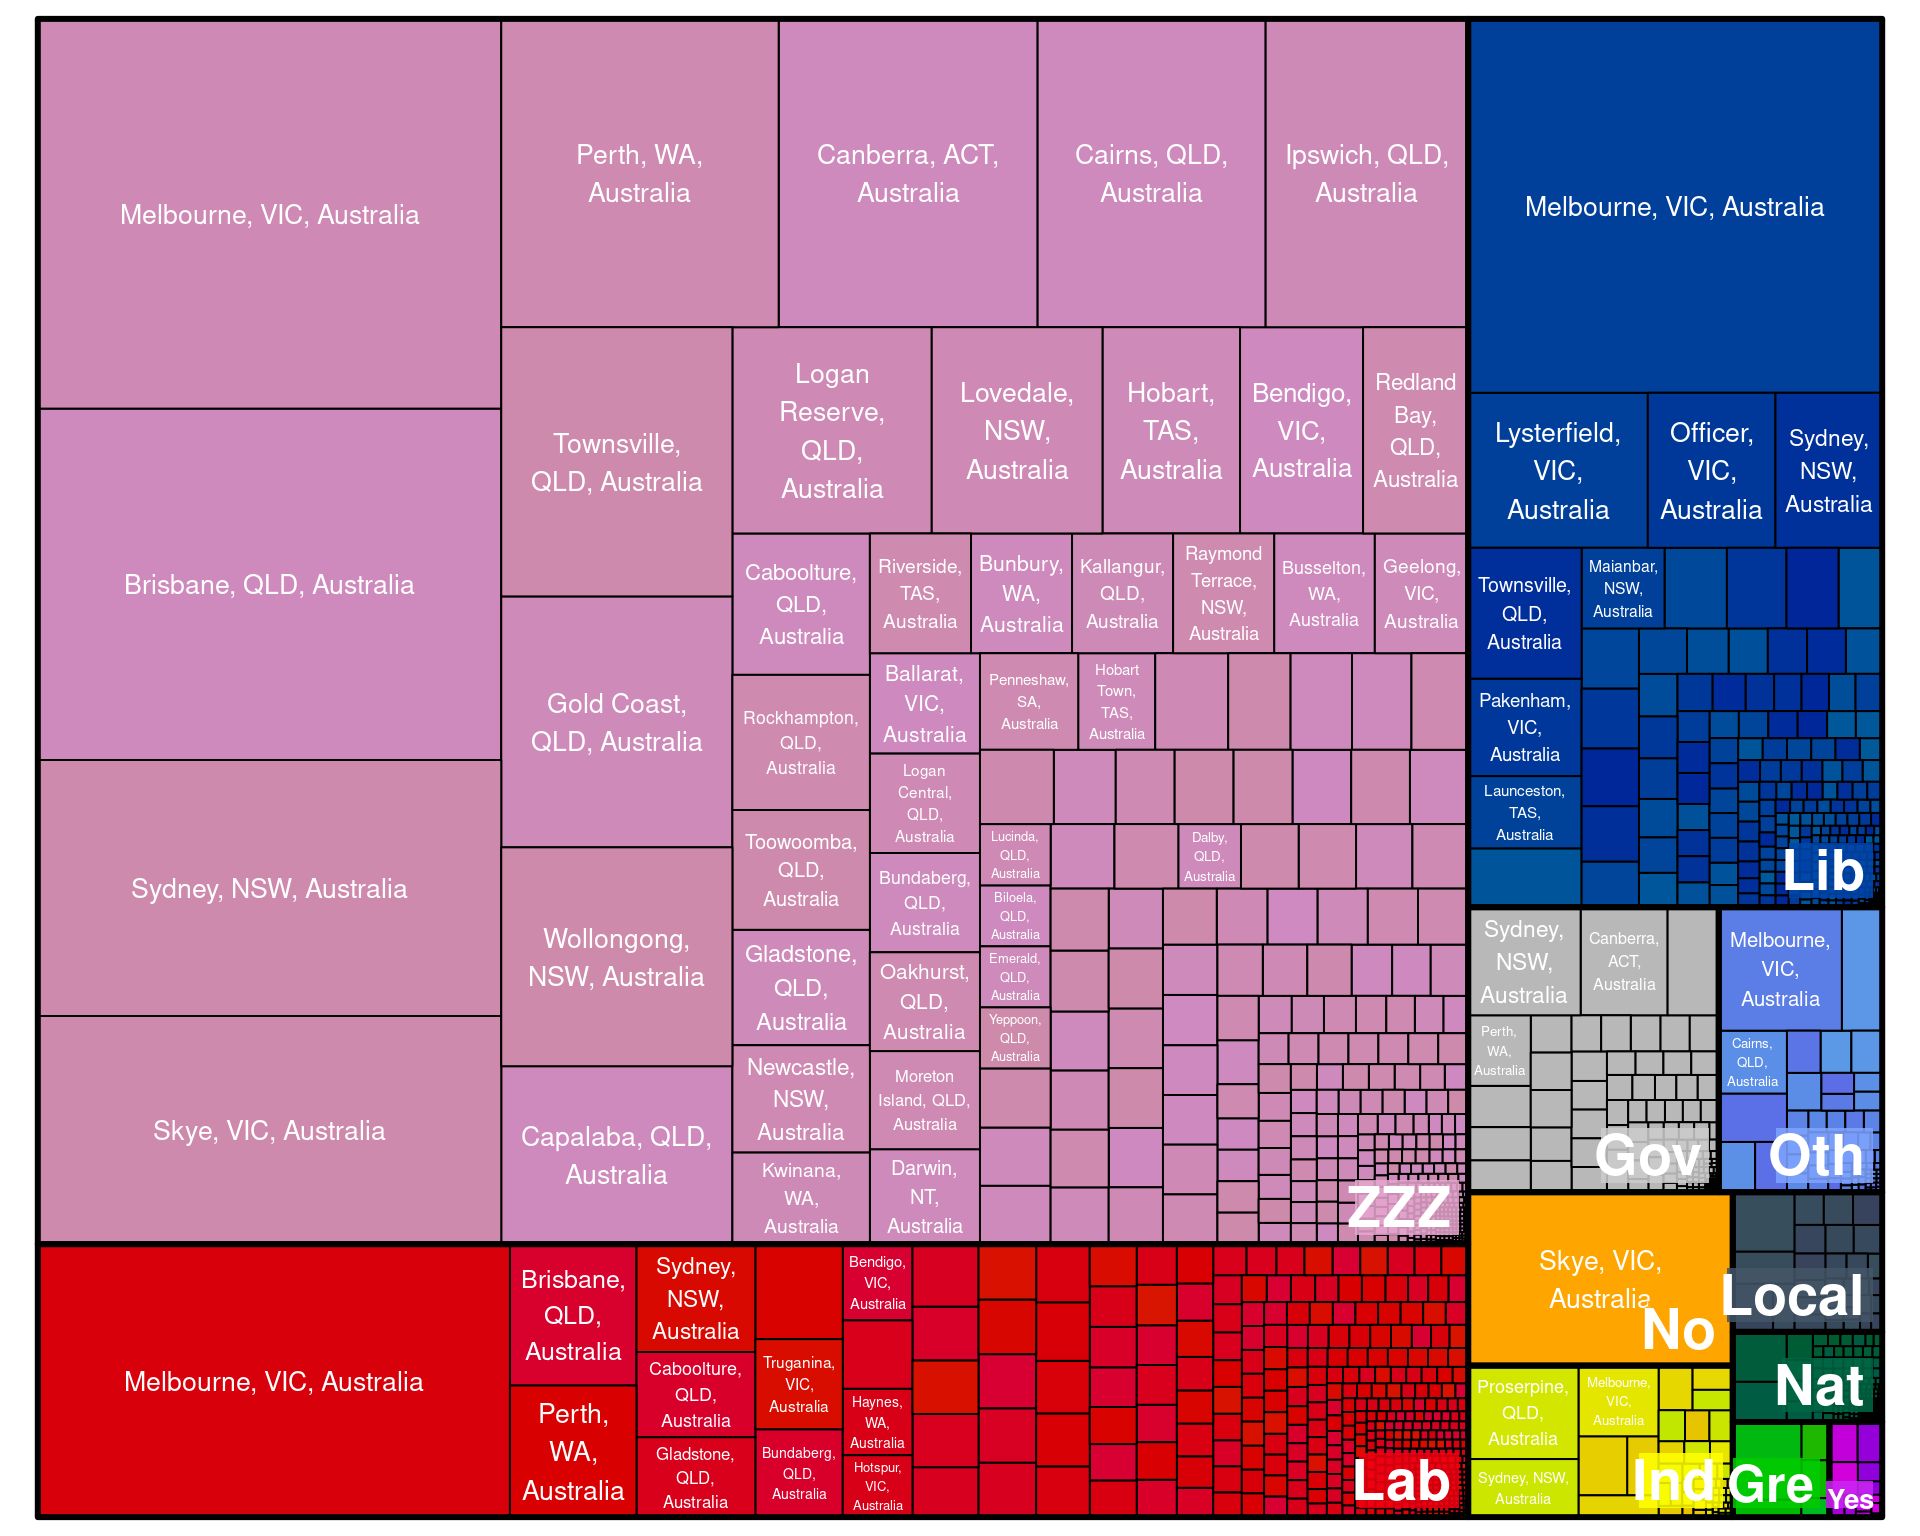 Melbourne, VIC, Australia
Brisbane, QLD, Australia
Sydney, NSW, Australia
Skye, VIC, Australia
Perth, WA,
Australia
Canberra, ACT,
Australia
Cairns, QLD,
Australia
Ipswich, QLD,
Australia
Townsville,
QLD, Australia
Gold Coast,
QLD, Australia
Wollongong,
NSW, Australia
Capalaba, QLD,
Australia
Logan
Reserve,
QLD,
Australia
Lovedale,
NSW,
Australia
Hobart,
TAS,
Australia
Bendigo,
VIC,
Australia
Redland
Bay,
QLD,
Australia
Caboolture,
QLD,
Australia
Rockhampton,
QLD,
Australia
Toowoomba,
QLD,
Australia
Gladstone,
QLD,
Australia
Newcastle,
NSW,
Australia
Kwinana,
WA,
Australia
Riverside,
TAS,
Australia
Bunbury,
WA,
Australia
Kallangur,
QLD,
Australia
Raymond
Terrace,
NSW,
Australia
Busselton,
WA,
Australia
Geelong,
VIC,
Australia
Ballarat,
VIC,
Australia
Logan
Central,
QLD,
Australia
Bundaberg,
QLD,
Australia
Oakhurst,
QLD,
Australia
Moreton
Island, QLD,
Australia
Darwin,
NT,
Australia
Penneshaw,
SA,
Australia
Hobart
Town,
TAS,
Australia
Lucinda,
QLD,
Australia
Dalby,
QLD,
Australia
Biloela,
QLD,
Australia
Emerald,
QLD,
Australia
Yeppoon,
QLD,
Australia
ZZZ
Melbourne, VIC, Australia
Brisbane,
QLD,
Australia
Perth,
WA,
Australia
Sydney,
NSW,
Australia
Caboolture,
QLD,
Australia
Gladstone,
QLD,
Australia
Truganina,
VIC,
Australia
Bundaberg,
QLD,
Australia
Bendigo,
VIC,
Australia
Haynes,
WA,
Australia
Hotspur,
VIC,
Australia
Lab
Melbourne, VIC, Australia
Lysterfield,
VIC,
Australia
Officer,
VIC,
Australia
Sydney,
NSW,
Australia
Townsville,
QLD,
Australia
Maianbar,
NSW,
Australia
Pakenham,
VIC,
Australia
Launceston,
TAS,
Australia
Lib
Sydney,
NSW,
Australia
Canberra,
ACT,
Australia
Perth,
WA,
Australia
Gov
Melbourne,
VIC,
Australia
Cairns,
QLD,
Australia
Oth
Skye, VIC,
Australia
No
Local
Nat
Proserpine,
QLD,
Australia
Melbourne,
VIC,
Australia
Sydney, NSW,
Australia
Ind
Gre
Yes